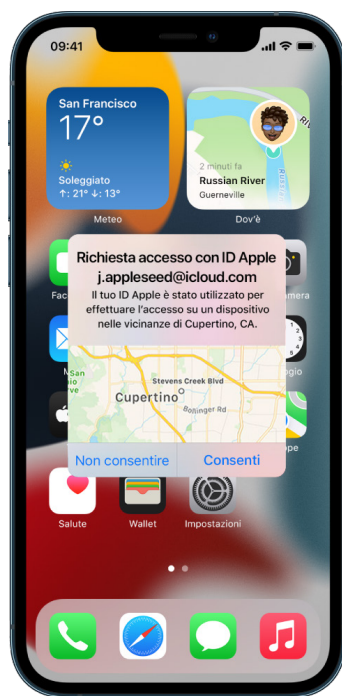 09:41
San Francisco
17°
Soleggiato
↑: 21° ↓: 13°
Meteo
2 minuti fa
Russian River
Guerneville
Dov'è
Richiesta accesso con ID Apple
j.appleseed@icloud.com
Il tuo ID Apple è stato utilizzato per
effettuare l'accesso su un dispositivo
nelle vicinanze di Cupertino, CA.
Stevens Creek Blvd
Cupertino
Bollinger Rd
Non consentire
Consenti
Salute
Wallet
Impostazioni